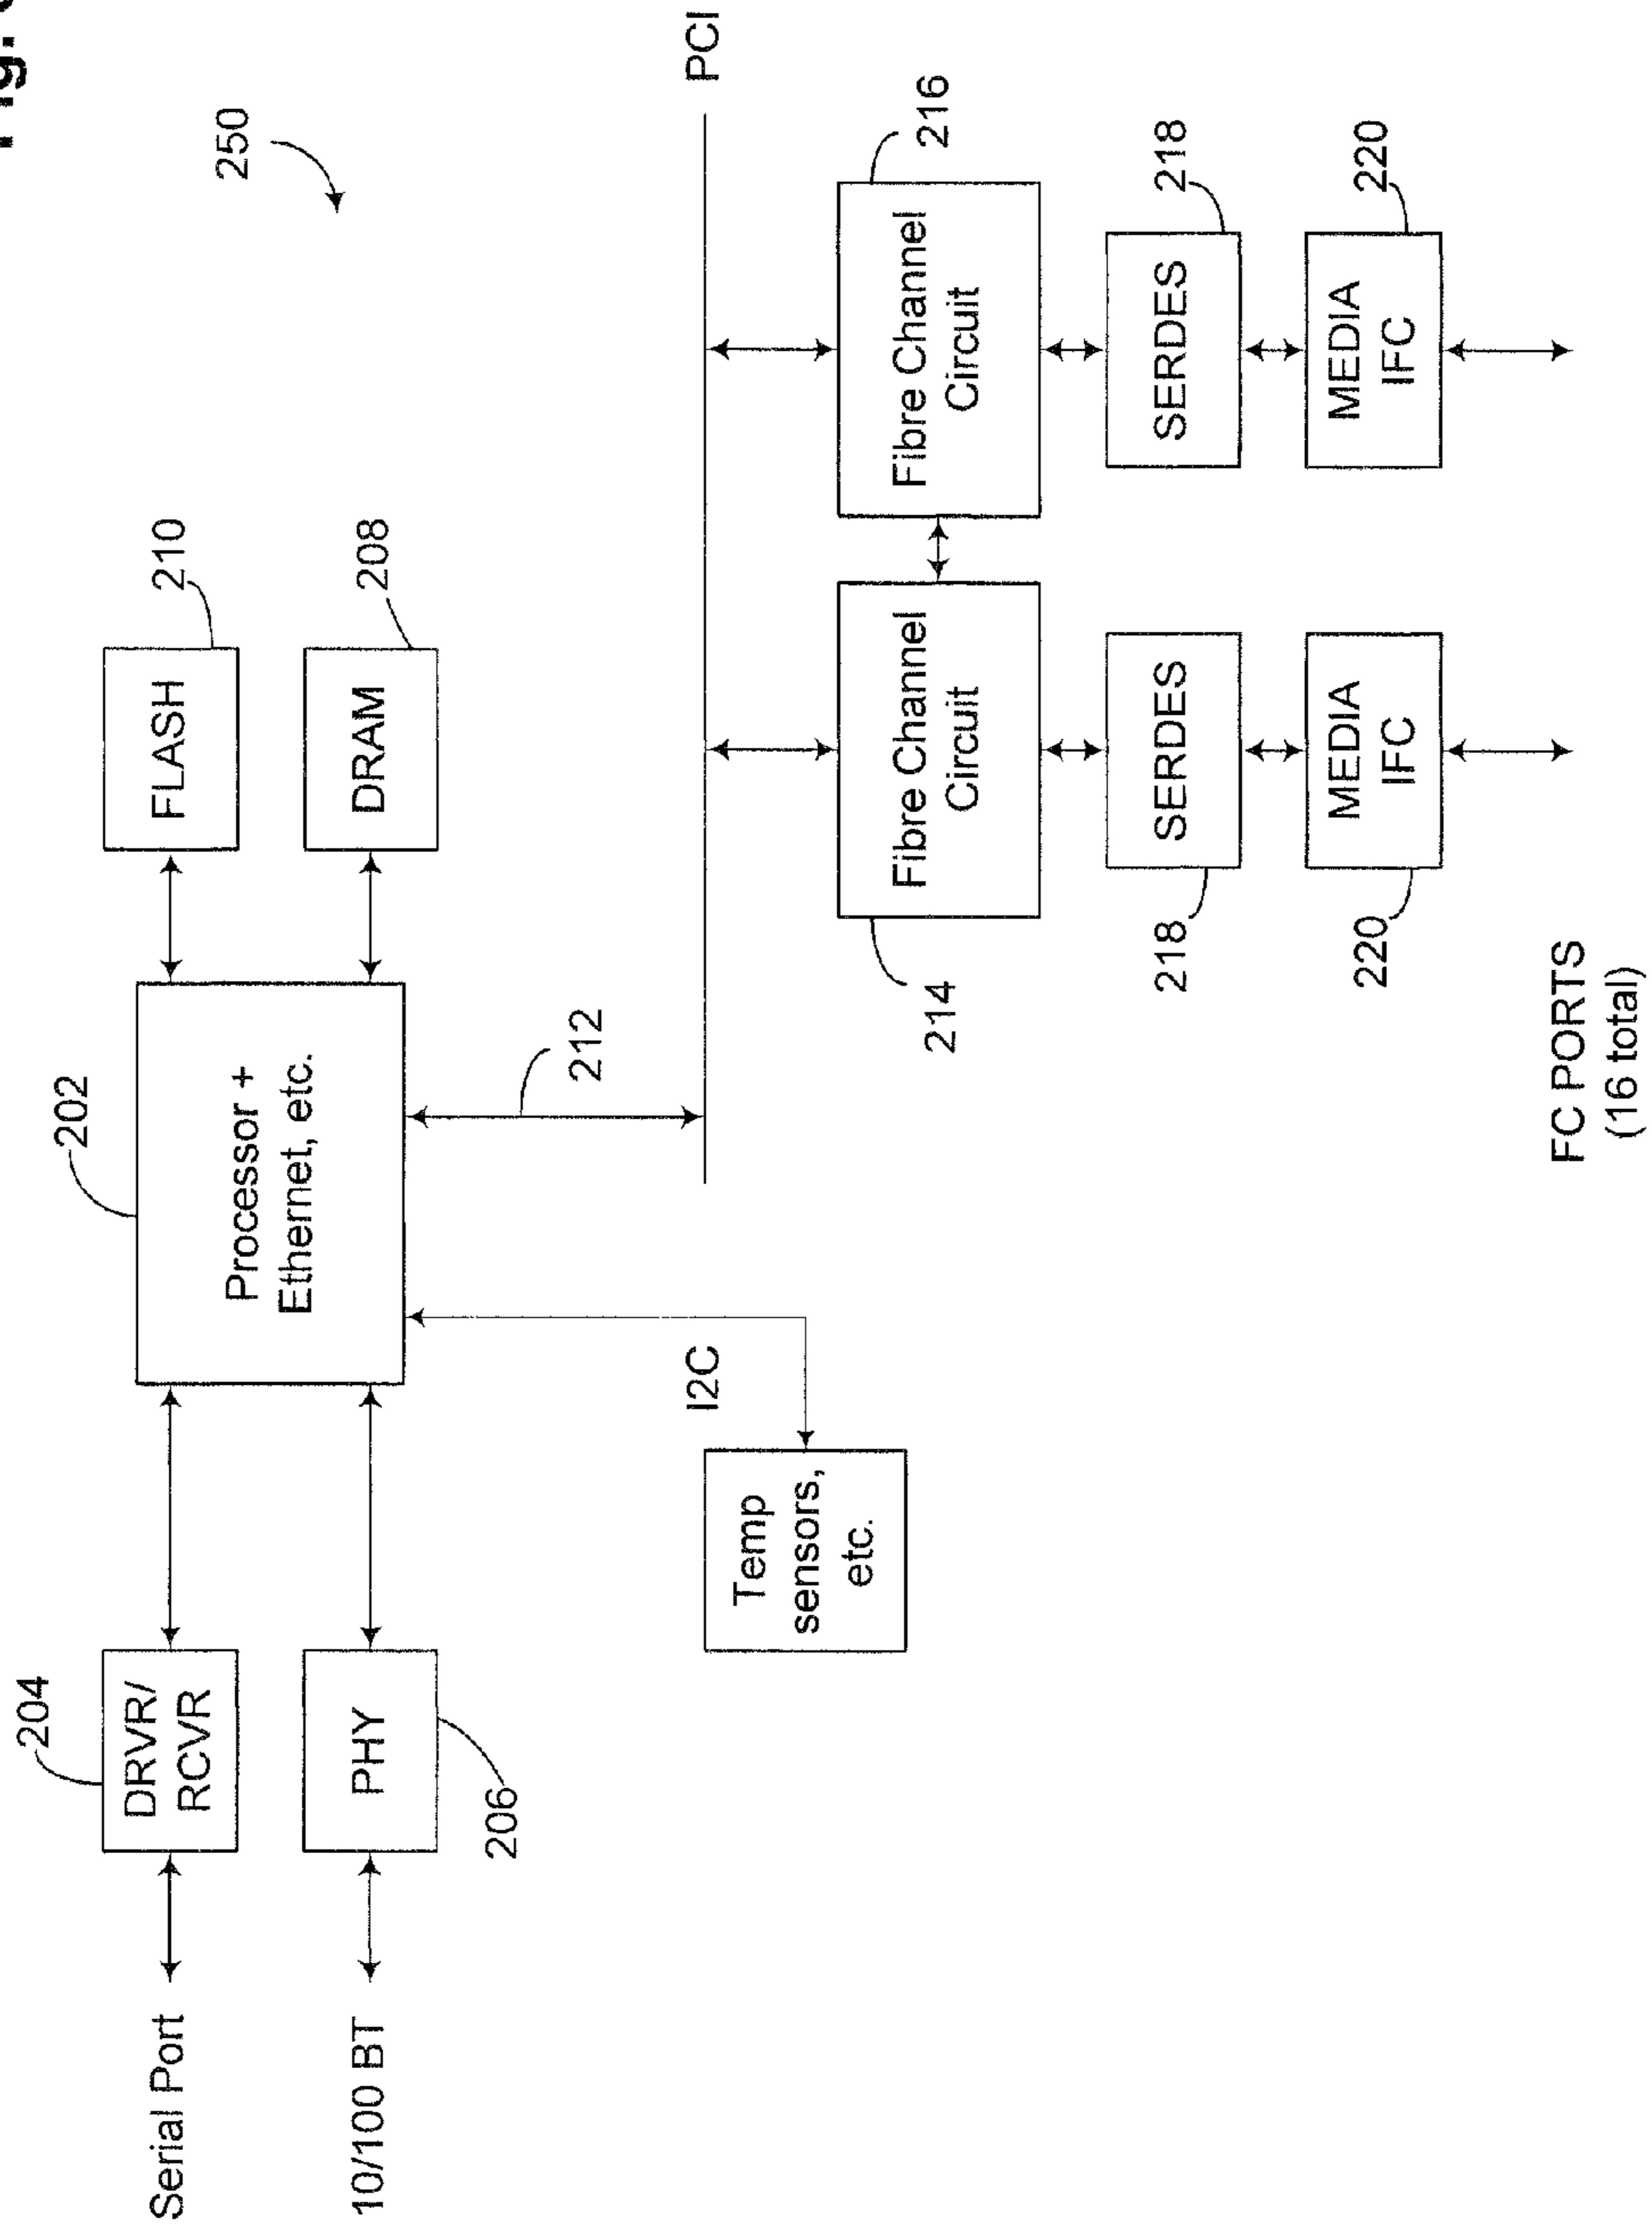 Fig.
250
202
204
210
Serial Port
DRVR/
RCVR
Processor +
Ethernet, etc.
FLASH
208
10/100 BT
PHY
DRAM
206
212
I2C
PCI
Temp
sensors,
etc.
214
Fibre Channel
Circuit
216
Fibre Channel
Circuit
218
SERDES
218
SERDES
220
MEDIA
IFC
220
MEDIA
IFC
FC PORTS
(16 total)